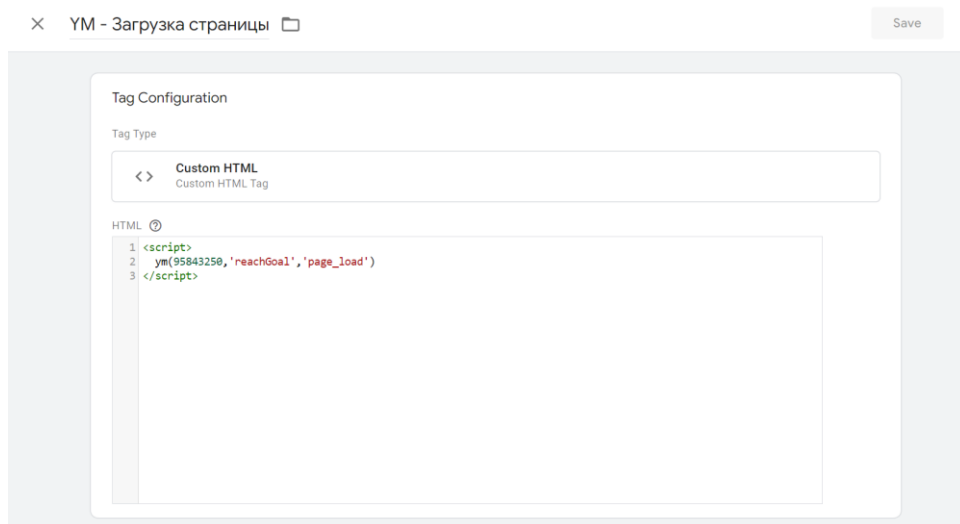 YM - Загрузка страницы
Save
Tag Configuration
Tag Type
Custom HTML
Custom HTML Tag
HTML
1 <script>
2 ym(95843250,'reachGoal','page_load')
3 </script>